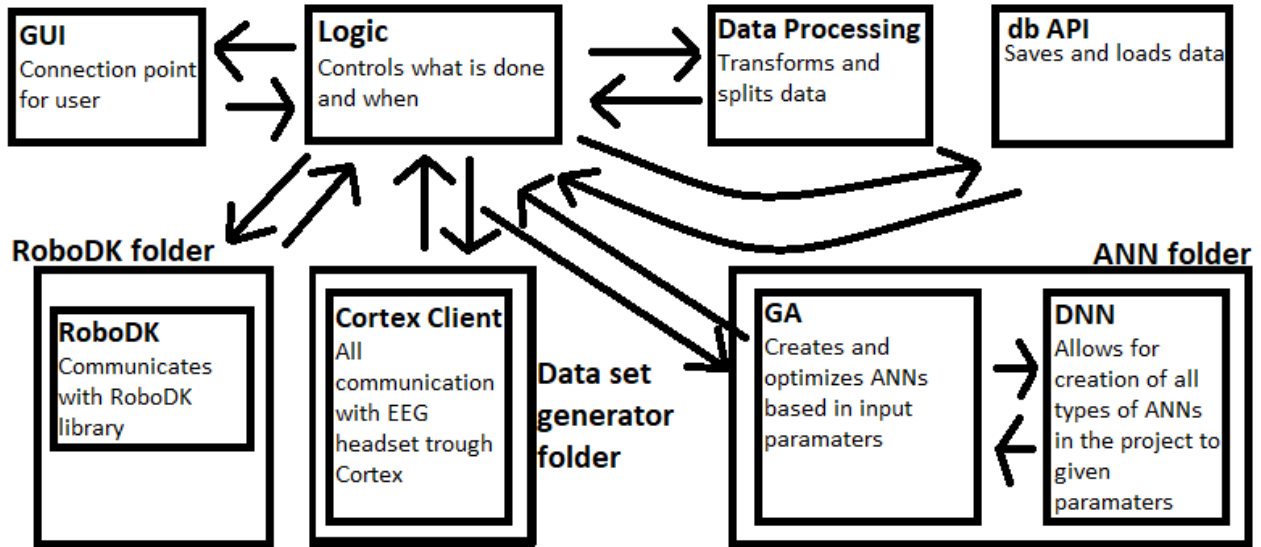 GUI
Connection point
for user
Logic
Controls what is done
and when
Data Processing
Transforms and
splits data
db API
Saves and loads data
RoboDK folder
RoboDK
Communicates
with RoboDK
library
Cortex Client
All
communication
with EEG
headset trough
Cortex
Data set
generator
folder
ANN folder
GA
Creates and
optimizes ANNs
based in input
paramaters
DNN
Allows for
creation of all
types of ANNs
in the project to
given
paramaters